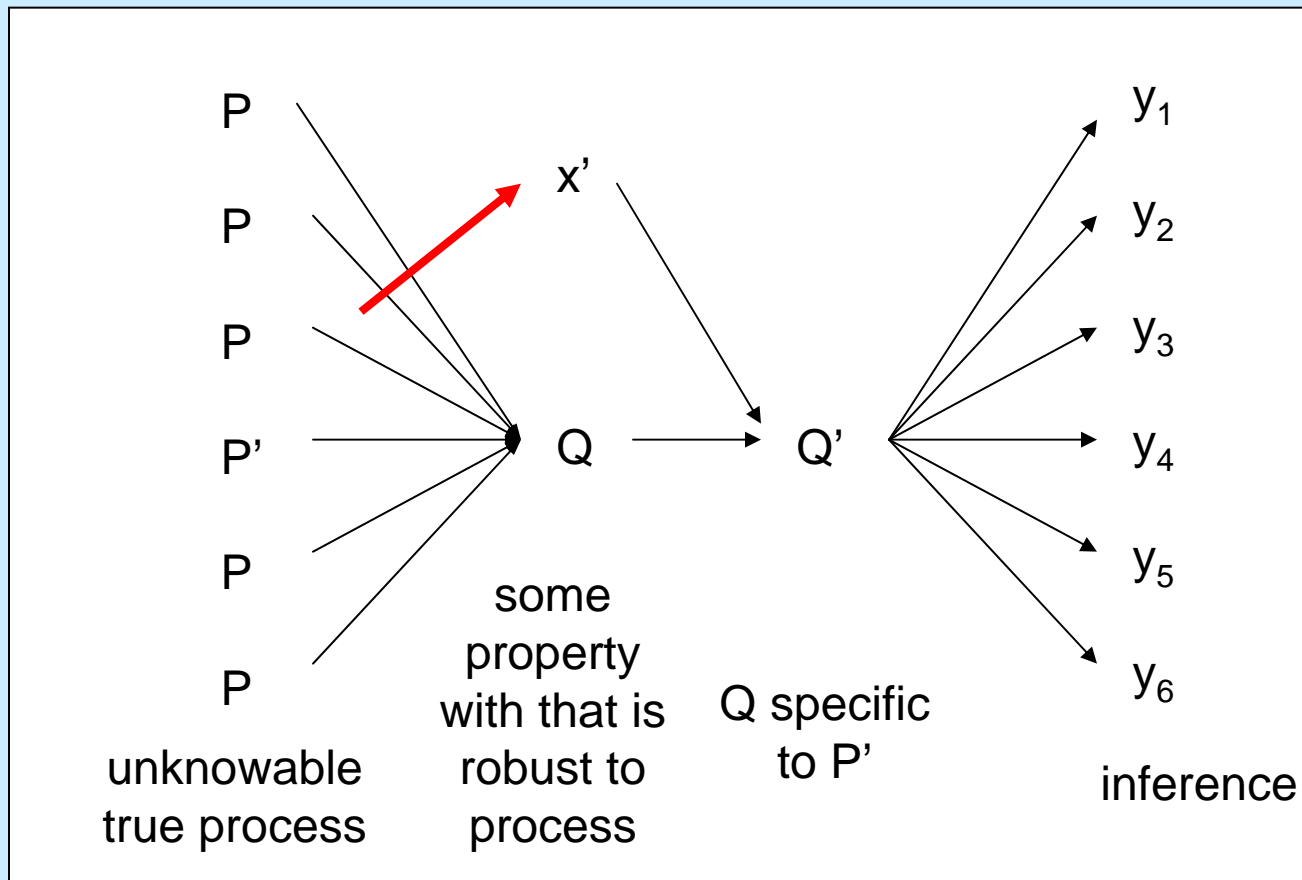 P
P
P
P’
P
P
unknowable
true process
x’
Q
some
property
with that is
robust to
process
Q’
Q specific
to P’
y₁
y₂
y₃
y₄
y₅
y₆
inference